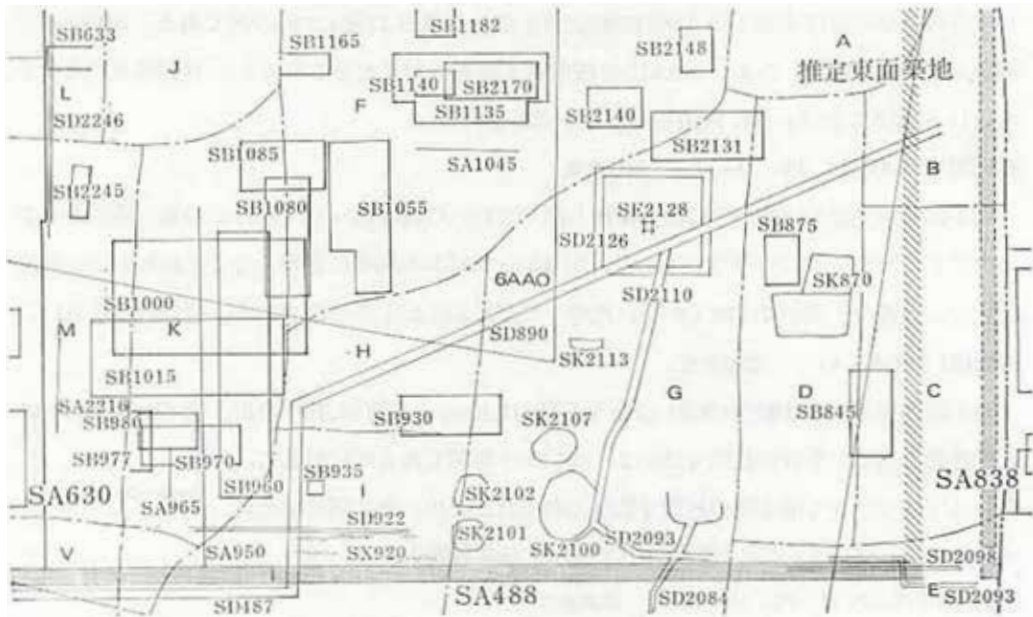 SB633
SB1165
SB1182
SB2148
A
J
推定東面築地
SB1140
SB2170
L
F
SB2140
SB1135
SD2246
SB2131
SB1085
SA1045
B
SB2245
SB1080
SB1055
SK2128
SB875
SD2126
6AAO
SK870
SD2110
SB1000
M
K
SD890
H
SK2113
SB1015
G
D
C
SA2216
SB930
SK2107
SB845
SB980
SB977
SB970
SB935
SA630
SB960
SK2102
SA838
SA965
SD922
SK2101
V
SA950
SX920
SK2100
SD2093
SD2098
SD487
SA488
SD2084
E
SD2093